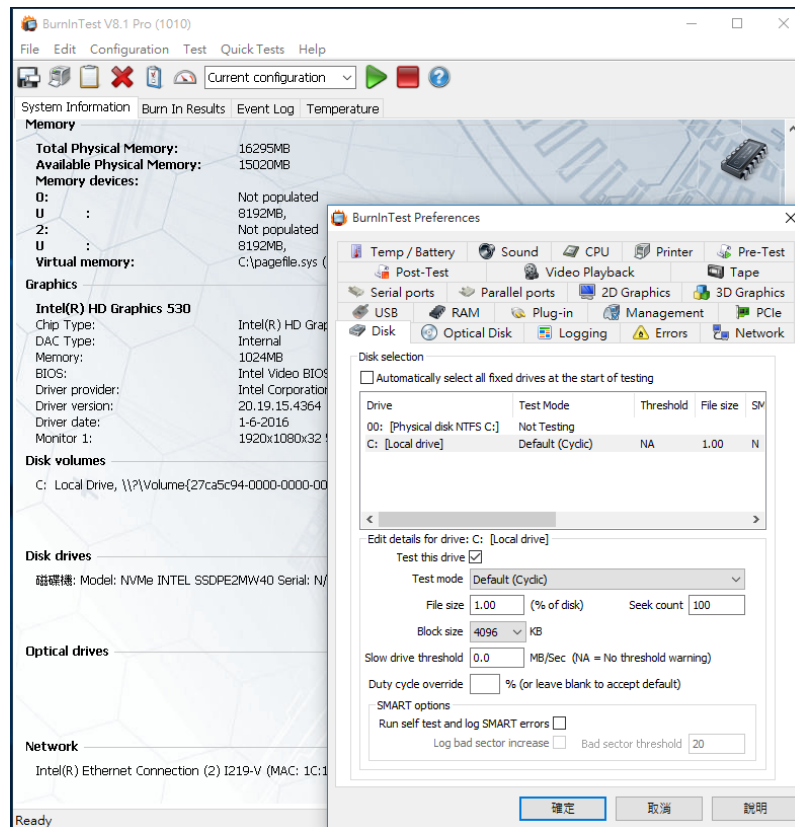 BurnInTest V8.1 Pro (1010)
File Edit Configuration Test Quick Tests Help
Current configuration
System Information Burn In Results Event Log Temperature
Memory
Total Physical Memory: 16295MB
Available Physical Memory: 15020MB
Memory devices:
0: Not populated
U : 8192MB,
2: Not populated
U : 8192MB,
Virtual memory: C:\pagefile.sys (
Graphics
Intel(R) HD Graphics 530
Chip Type: Intel(R) HD Grap
DAC Type: Internal
Memory: 1024MB
BIOS: Intel Video BIOS
Driver provider: Intel Corporation
Driver version: 20.19.15.4364
Driver date: 1-6-2016
Monitor 1: 1920x1080x32
Disk volumes
C: Local Drive, \\?\Volume{27ca5c94-0000-0000-00
Disk drives
磁碟機: Model: NVMe INTEL SSDPE2MW40 Serial: N/
Optical drives
Network
Intel(R) Ethernet Connection (2) I219-V (MAC: 1C:1
Ready
BurnInTest Preferences
Temp / Battery Sound CPU Printer Pre-Test
Post-Test Video Playback Tape
Serial ports Parallel ports 2D Graphics 3D Graphics
USB RAM Plug-in Management PCIe
Disk Optical Disk Logging Errors Network
Disk selection
Automatically select all fixed drives at the start of testing
Drive Test Mode Threshold File size SM
00: [Physical disk NTFS C:] Not Testing
C: [Local drive] Default (Cyclic) NA 1.00 N
Edit details for drive: C: [Local drive]
Test this drive
Test mode Default (Cyclic)
File size 1.00 (% of disk) Seek count 100
Block size 4096 KB
Slow drive threshold 0.0 MB/Sec (NA = No threshold warning)
Duty cycle override % (or leave blank to accept default)
SMART options
Run self test and log SMART errors
Log bad sector increase Bad sector threshold 20
確定 取消 說明